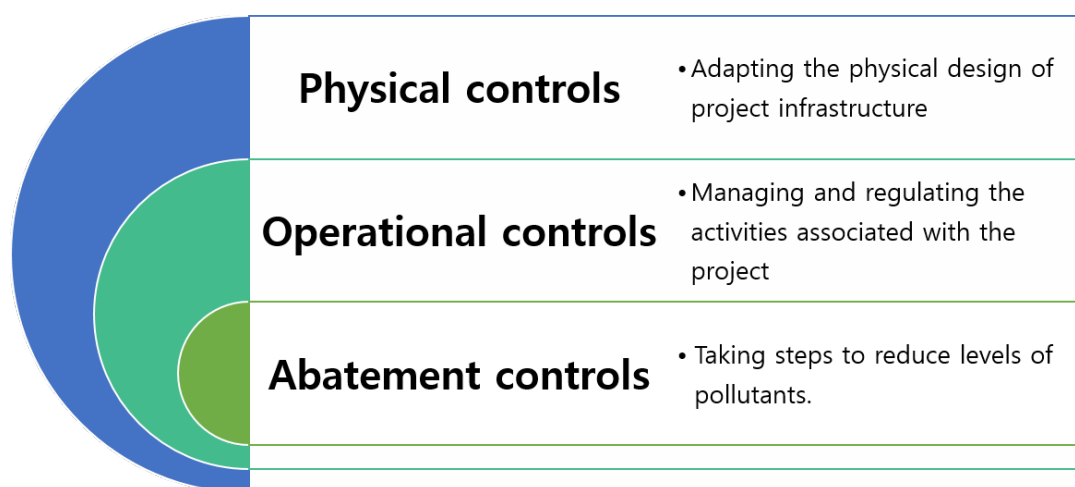 Physical controls
• Adapting the physical design of
project infrastructure
Operational controls
• Managing and regulating the
activities associated with the
project
Abatement controls
• Taking steps to reduce levels of
pollutants.